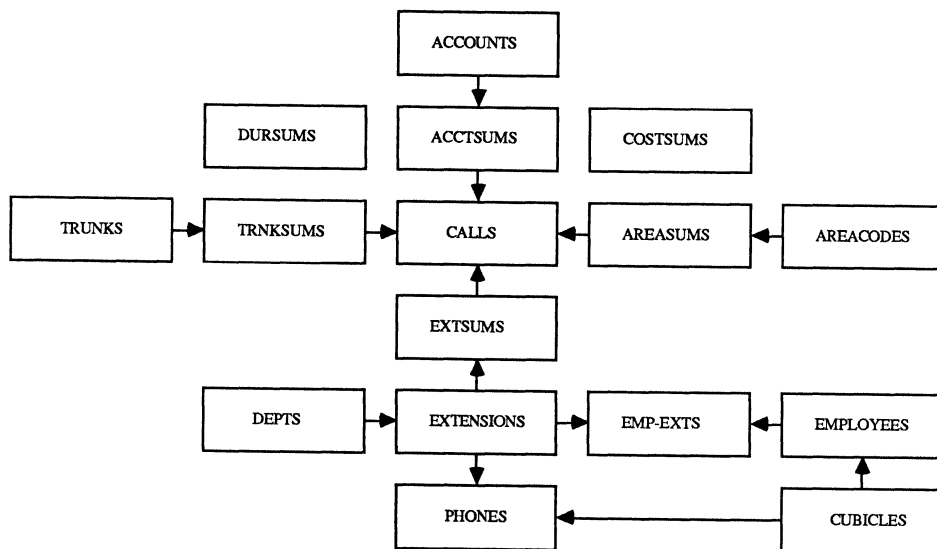 ACCOUNTS
DURSUMS
ACCTSUMS
COSTSUMS
TRUNKS
TRNKSUMS
CALLS
AREASUMS
AREACODES
EXTSUMS
DEPTS
EXTENSIONS
EMP-EXTS
EMPLOYEES
PHONES
CUBICLES